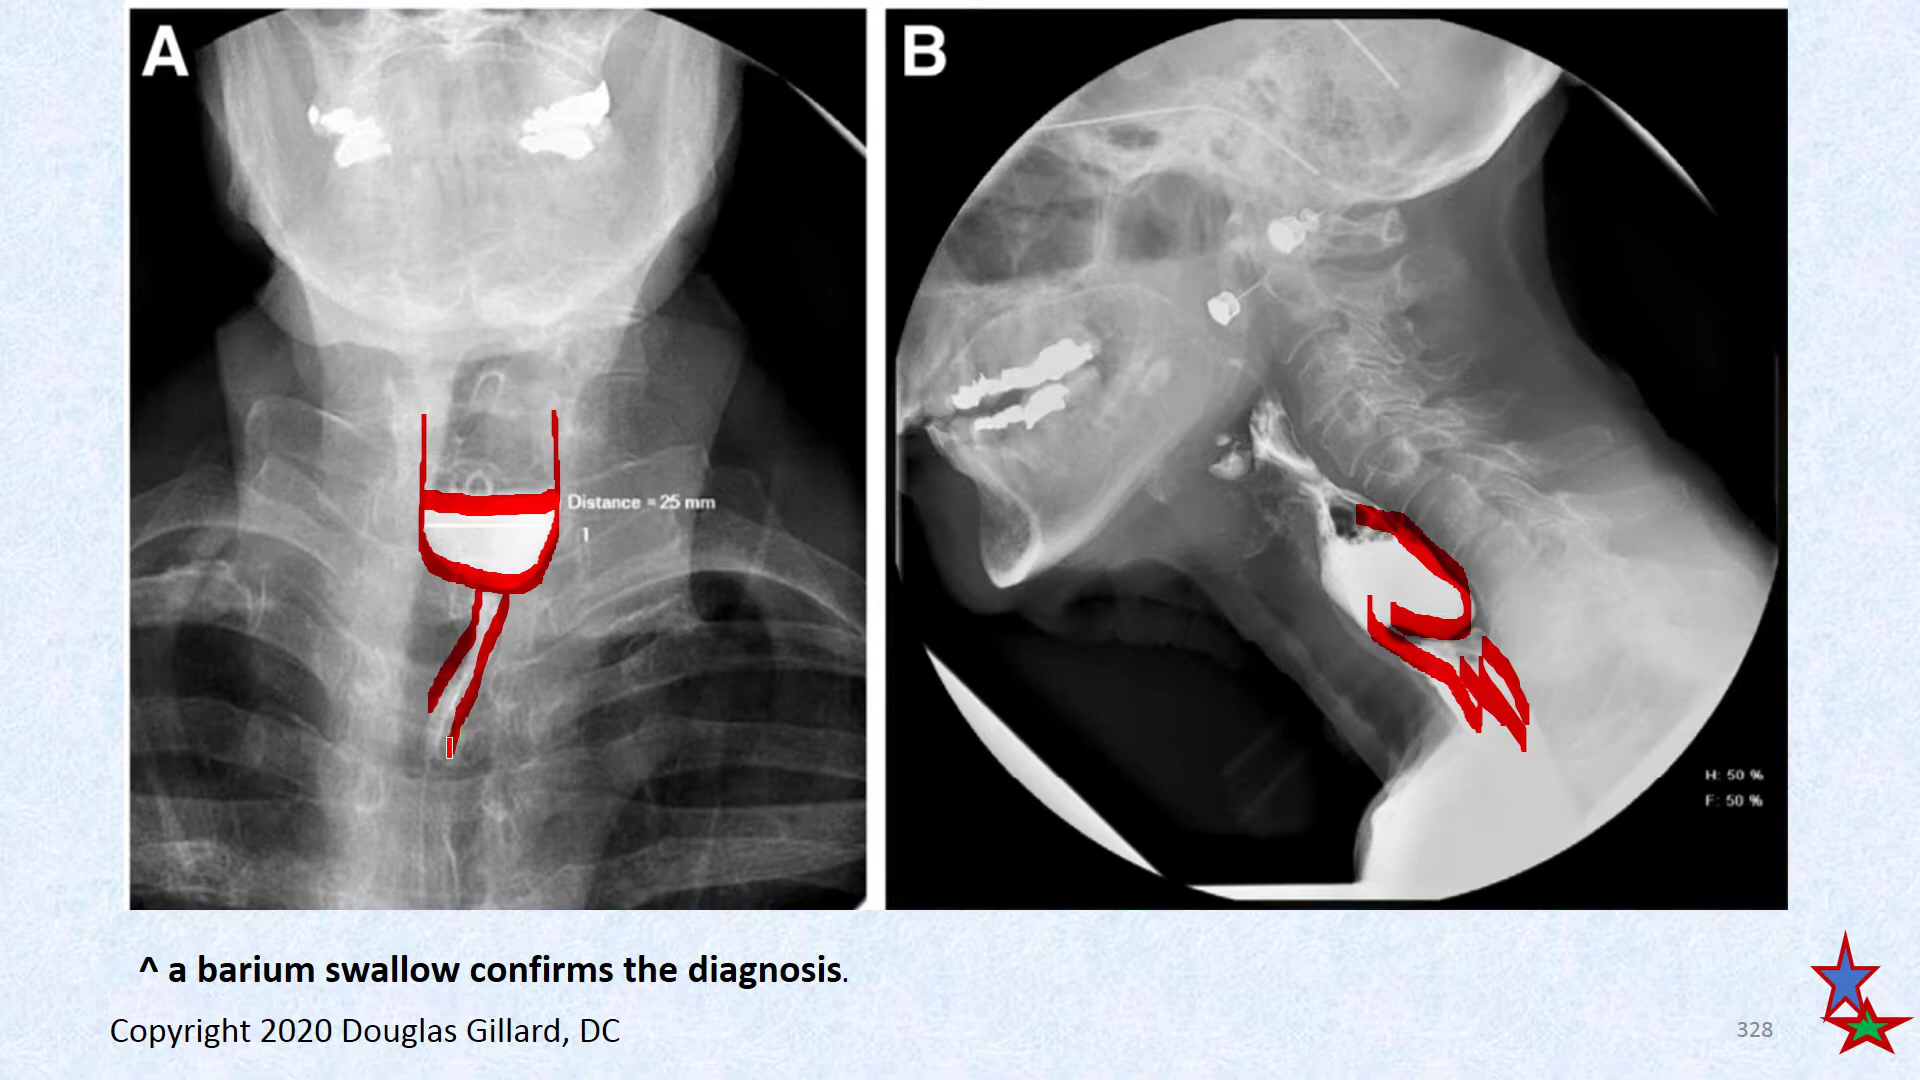 A
B
Distance = 25 mm
1
H: 50 %
F: 50 %
^ a barium swallow confirms the diagnosis.
Copyright 2020 Douglas Gillard, DC
328